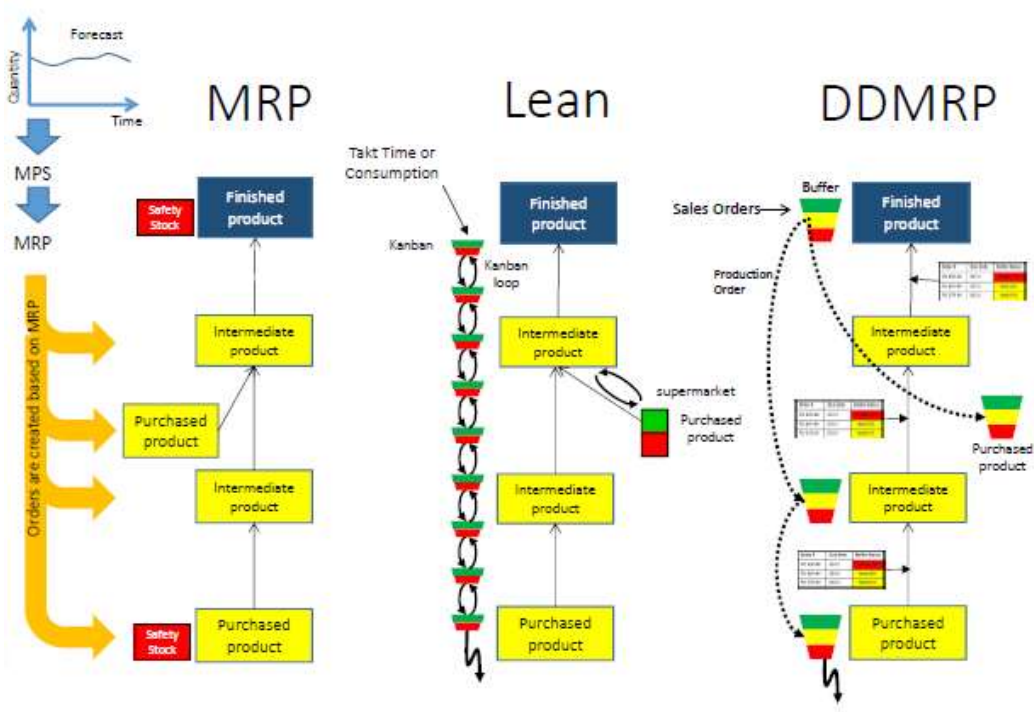 Forecast
Quantity
Time
MPS
MRP
Orders are created based on MRP
MRP
Safety
Stock
Finished
product
Intermediate
product
Purchased
product
Intermediate
product
Safety
Stock
Purchased
product
Lean
Takt Time or
Consumption
Kanban
Kanban
loop
Finished
product
Intermediate
product
supermarket
Purchased
product
Intermediate
product
Purchased
product
DDMRP
Buffer
Sales Orders
Finished
product
Production
Order
Intermediate
product
Purchased
product
Intermediate
product
Purchased
product